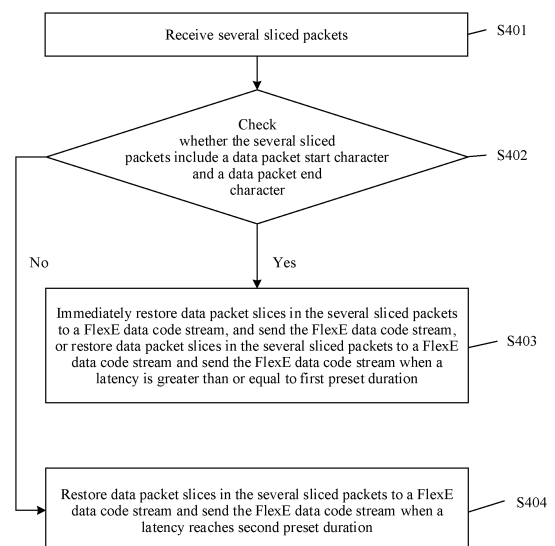 Receive several sliced packets
S401
Check
whether the several sliced
packets include a data packet start character
and a data packet end
character
S402
No
Yes
Immediately restore data packet slices in the several sliced packets
to a FlexE data code stream, and send the FlexE data code stream,
or restore data packet slices in the several sliced packets to a FlexE
data code stream and send the FlexE data code stream when a
latency is greater than or equal to first preset duration
S403
Restore data packet slices in the several sliced packets to a FlexE
data code stream and send the FlexE data code stream when a
latency reaches second preset duration
S404